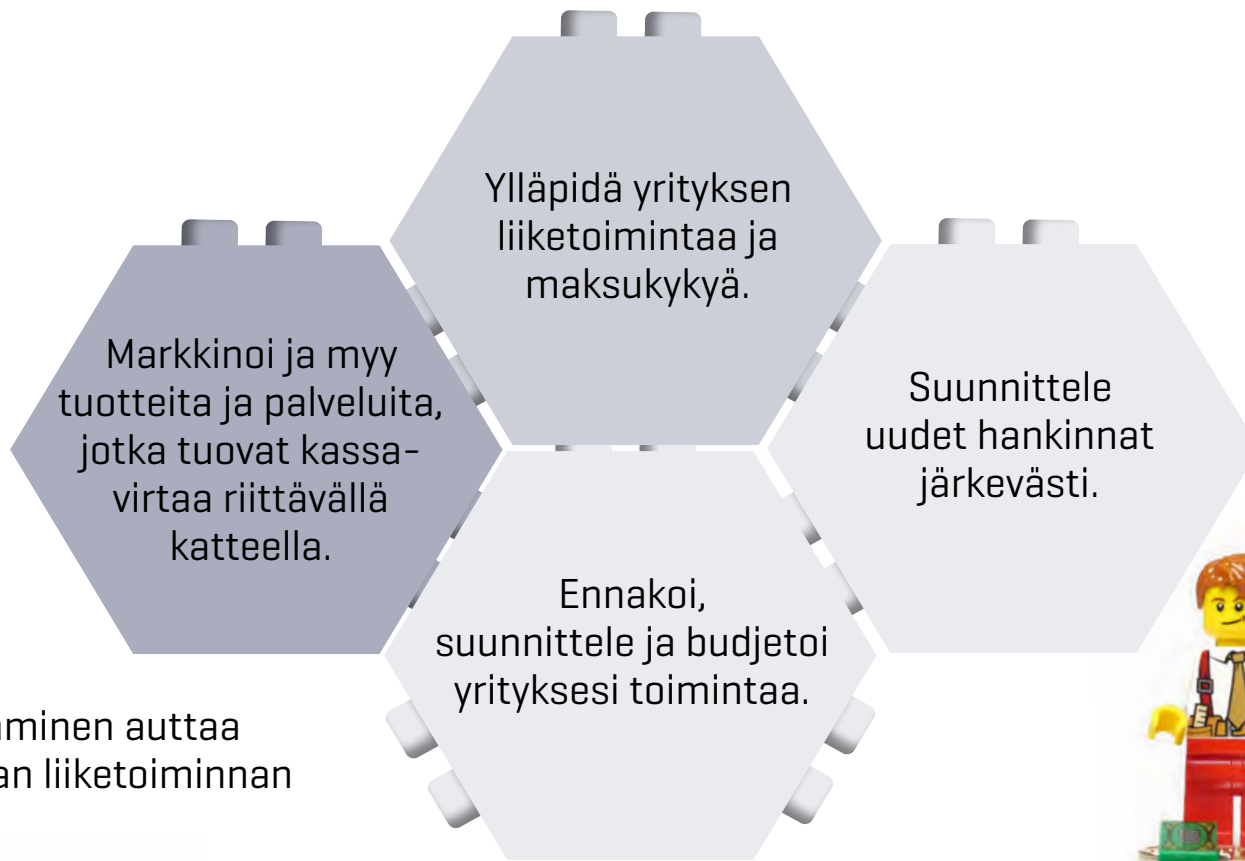 Ylläpidä yrityksen
liiketoimintaa ja
maksukykyä.
Markkinoi ja myy
tuotteita ja palveluita,
jotka tuovat kassa-
virtaa riittävällä
katteella.
Suunnittele
uudet hankinnat
järkevästi.
Ennakoi,
suunnittele ja budjetoi
yrityksesi toimintaa.
auttaa
liiketoiminnan